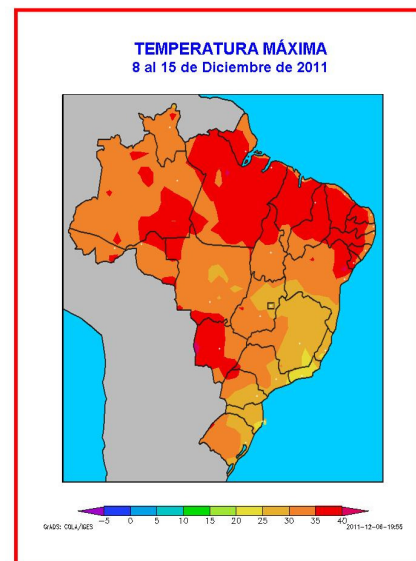 TEMPERATURA MÁXIMA
8 al 15 de Diciembre de 2011
-5 0 5 10 15 20 25 30 35 40
GrADS: COLA/IGES 2011-12-08-19:55